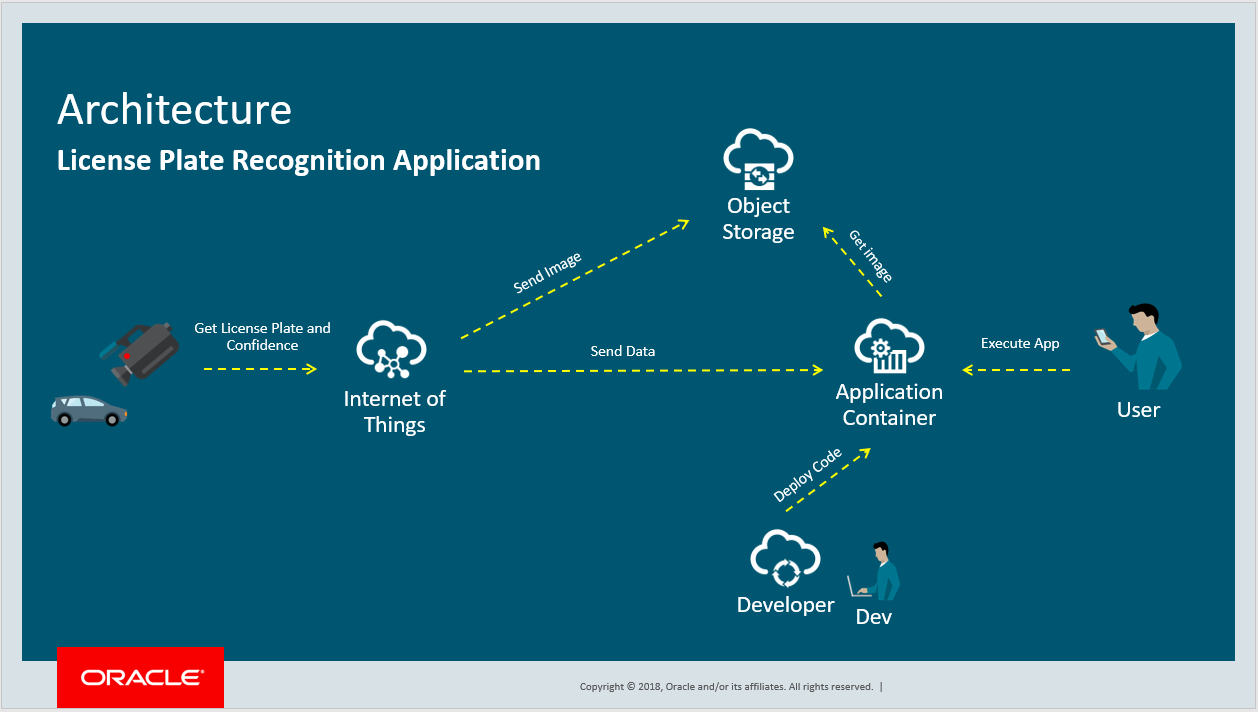 Architecture
License Plate Recognition Application
Object
Storage
Send Image
Get image
Get License Plate and
Confidence
Send Data
Execute App
Internet of
Things
Application
Container
User
Deploy Code
Developer
Dev
ORACLE®
Copyright © 2018, Oracle and/or its affiliates. All rights reserved. |